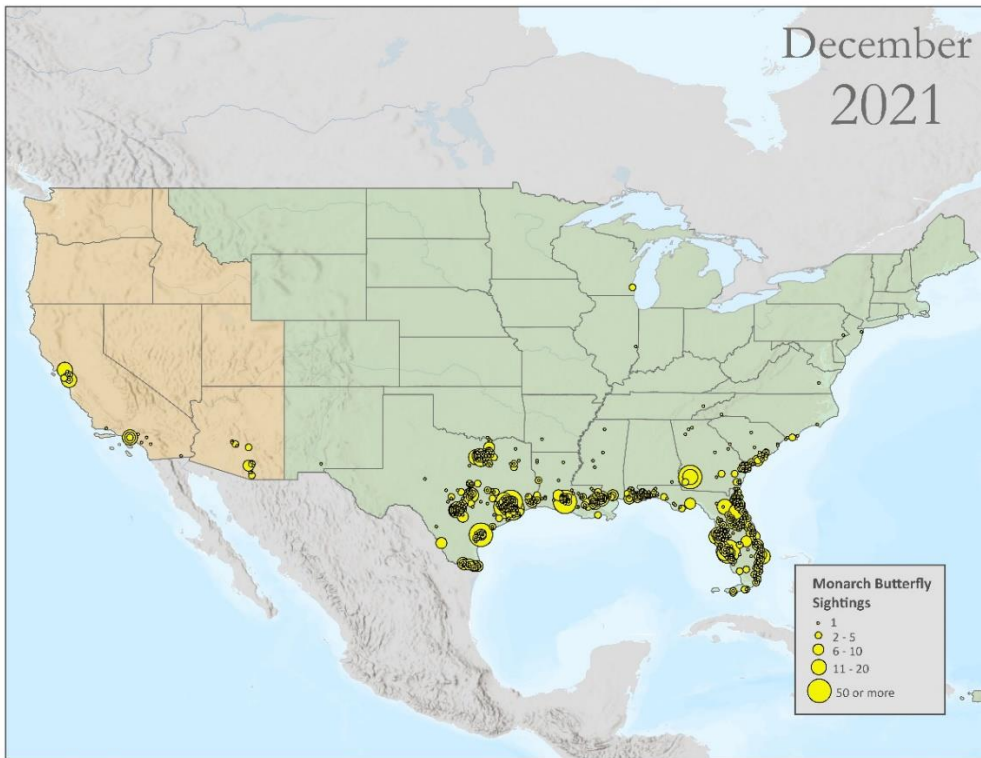 December
2021
Monarch Butterfly
Sightings
1
2 - 5
6 - 10
11 - 20
50 or more